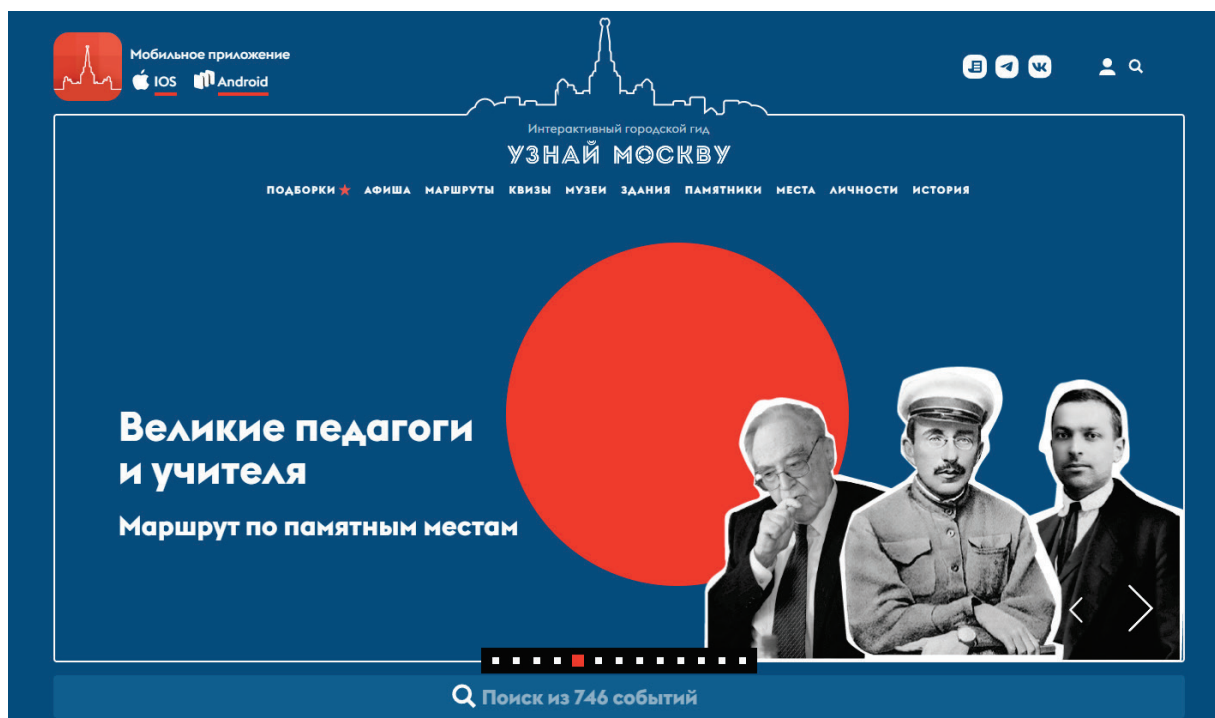 Мобильное приложение
IOS Android
Интерактивный городской гид
УЗНАЙ МОСКВУ
ПОДБОРКИ АФИША МАРШРУТЫ КВИЗЫ МУЗЕИ ЗДАНИЯ ПАМЯТНИКИ МЕСТА ЛИЧНОСТИ ИСТОРИЯ
Великие педагоги
и учителя
Маршрут по памятным местам
Поиск из 746 событий